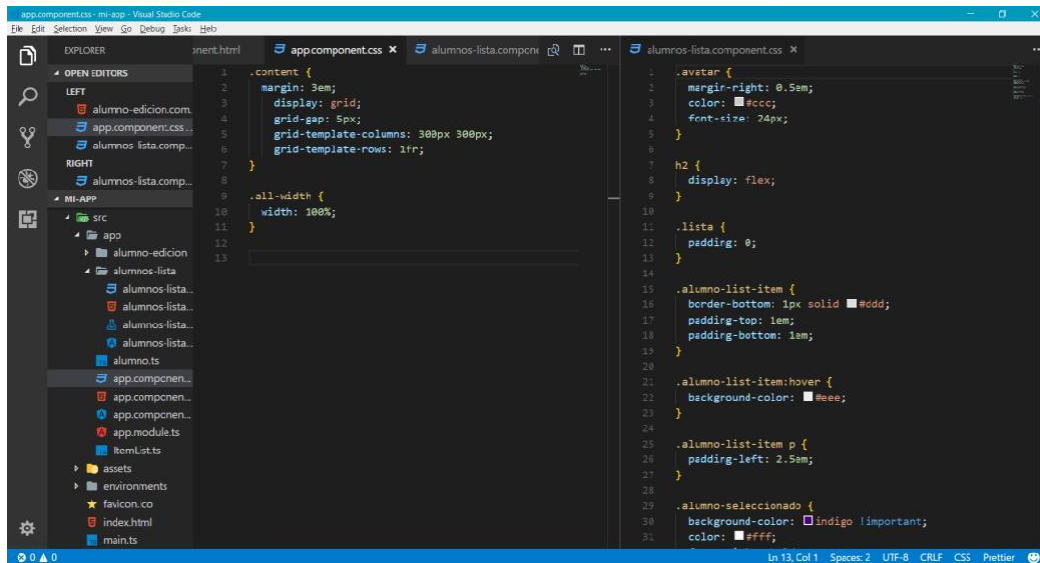 app.component.css - mi-app - Visual Studio Code
File Edit Selection View Go Debug Tasks Help
EXPLORER
OPEN EDITORS
LEFT
alumno-edicion.com.
app.component.css ..
alumnos-lista.comp...
RIGHT
alumnos-lista.comp...
MI-APP
src
app
alumno-edicion
alumnos-lista
alumnos-lista...
alumnos-lista...
alumnos-lista...
alumnos-lista...
alumno.ts
app.componen...
app.componen...
app.componen...
app.module.ts
ItemList.ts
assets
environments
favicon.ico
index.html
main.ts
onent.html app.component.css × alumnos-lista.compone ...
1 .content {
2 margin: 3em;
3 display: grid;
4 grid-gap: 5px;
5 grid-template-columns: 300px 300px;
6 grid-template-rows: 1fr;
7 }
8
9 .all-width {
10 width: 100%;
11 }
12
13
alumnos-lista.component.css ×
1 .avatar {
2 margin-right: 0.5em;
3 color: #ccc;
4 font-size: 24px;
5 }
6
7 h2 {
8 display: flex;
9 }
10
11 .lista {
12 padding: 0;
13 }
14
15 .alumno-list-item {
16 border-bottom: 1px solid #ddd;
17 padding-top: 1em;
18 padding-bottom: 1em;
19 }
20
21 .alumno-list-item:hover {
22 background-color: #eee;
23 }
24
25 .alumno-list-item p {
26 padding-left: 2.5em;
27 }
28
29 .alumno-seleccionado {
30 background-color: indigo !important;
31 color: #fff;
0 0 Ln 13, Col 1 Spaces: 2 UTF-8 CRLF CSS Prettier